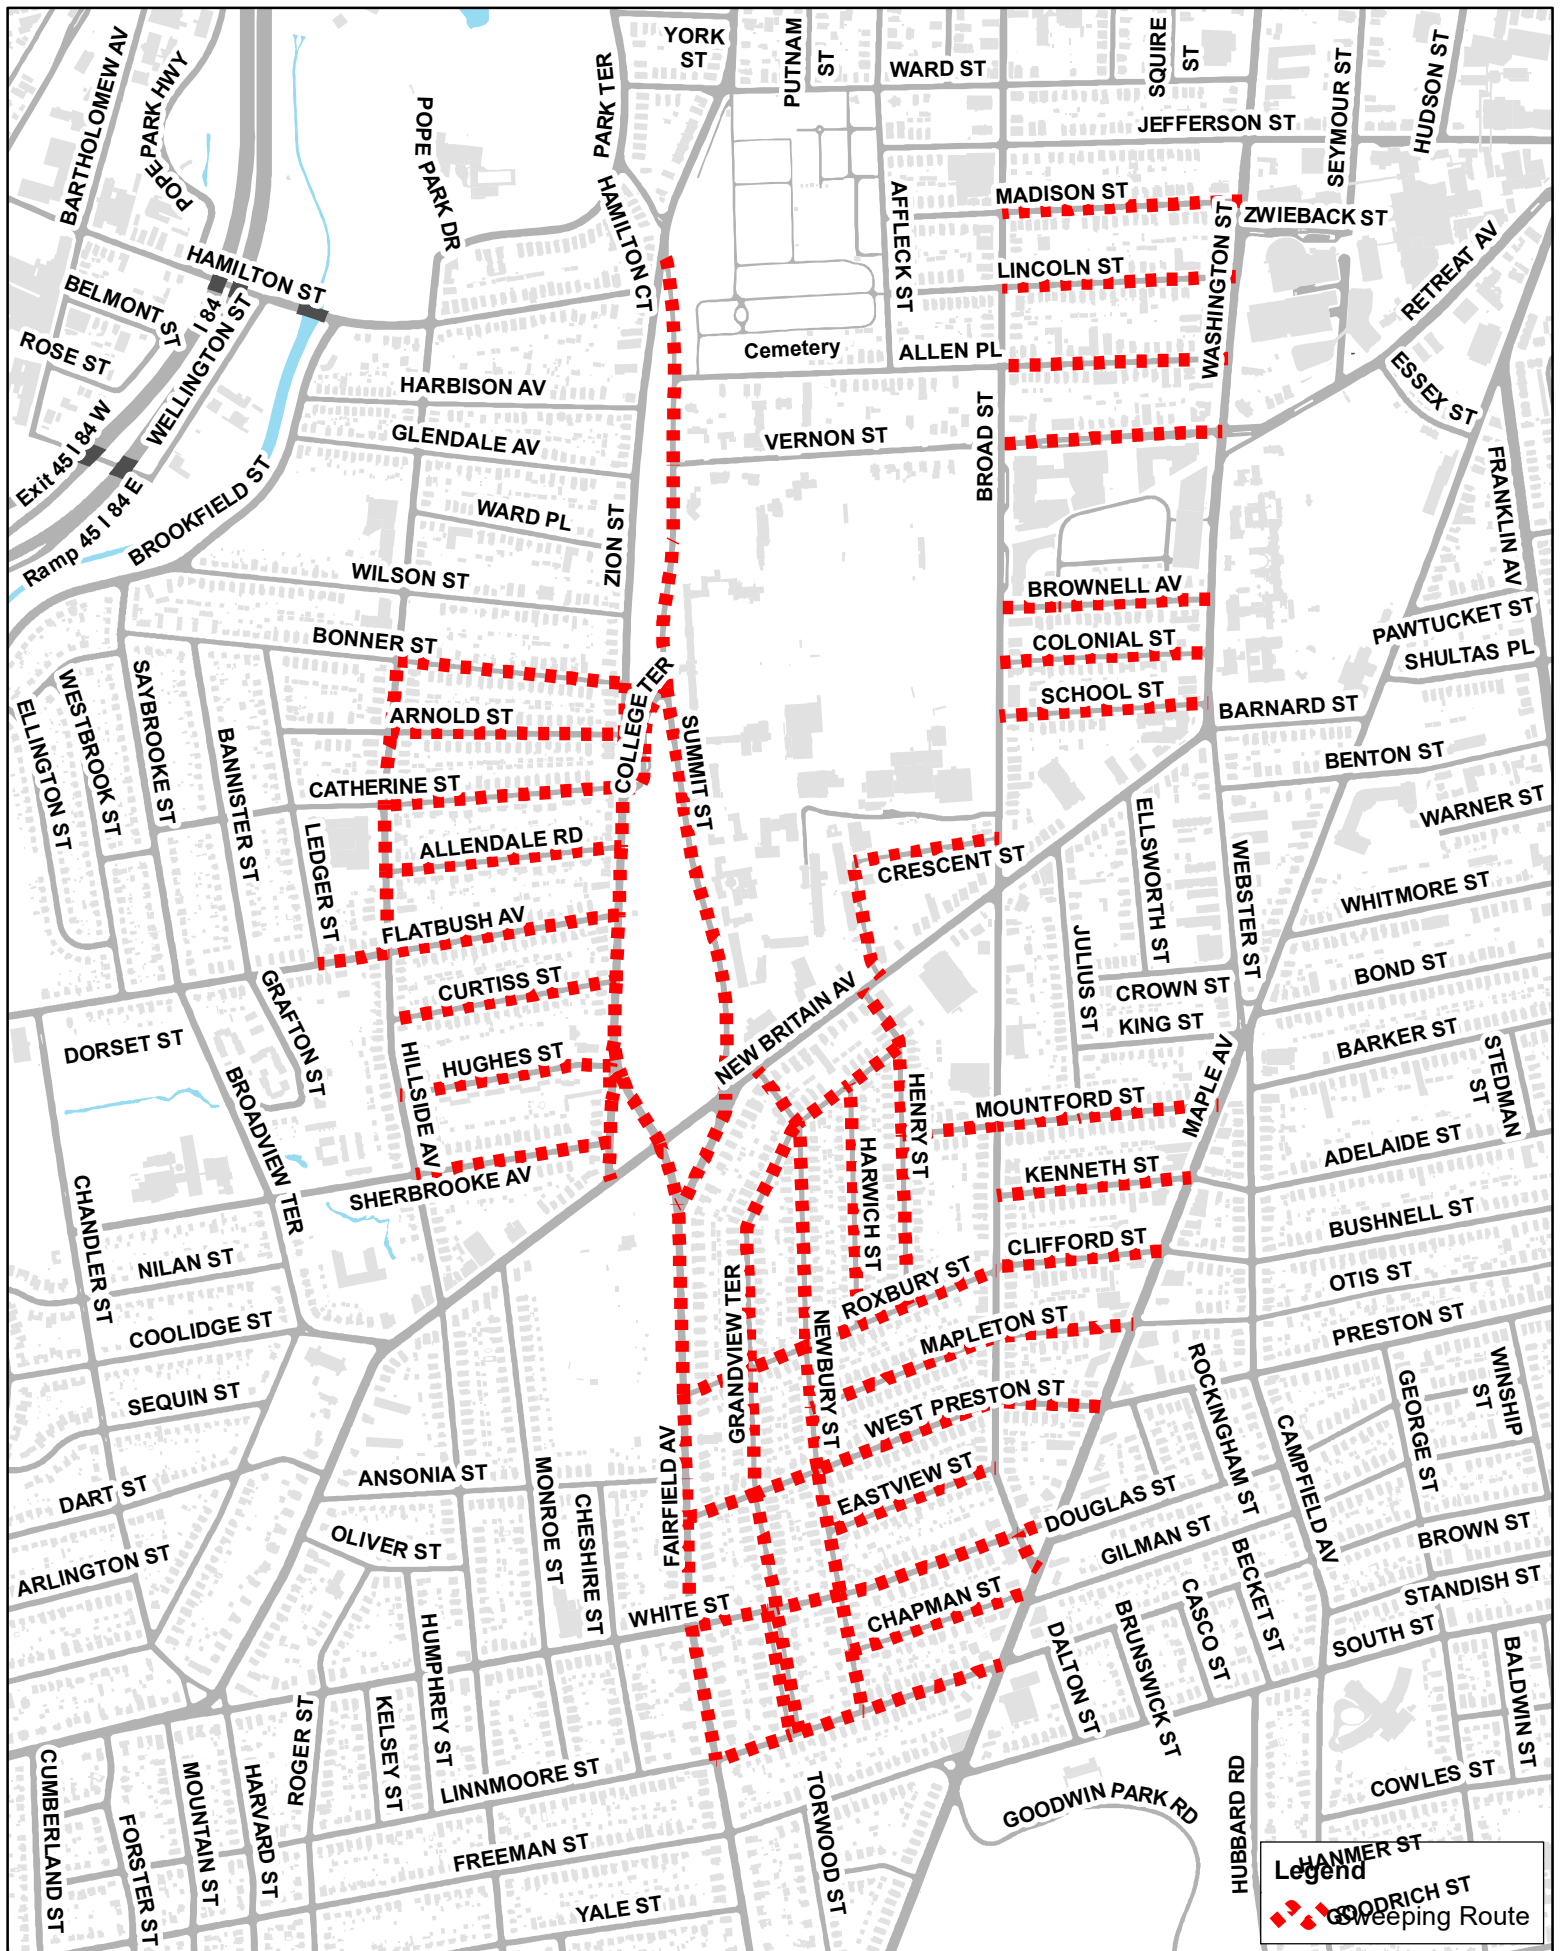 YORK
ST
PUTNAM
ST
WARD ST
SQUIRE
ST
SEYMOUR ST
HUDSON ST
BARTHOLOMEW AV
POPE PARK HWY
POPE PARK DR
PARK TER
HAMILTON CT
JEFFERSON ST
AFFLECK ST
MADISON ST
ZWIEBACK ST
WASHINGTON ST
RETREAT AV
HAMILTON ST
BELMONT ST
I 84
WELLINGTON ST
ROSE ST
LINCOLN ST
Cemetery
ALLEN PL
ESSEX ST
HARBISON AV
GLENDALE AV
VERNON ST
BROAD ST
FRANKLIN AV
Exit 45 I 84 W
Ramp 45 I 84 E
BROOKFIELD ST
WARD PL
ZION ST
WILSON ST
BROWNELL AV
PAWTUCKET ST
SHULTAS PL
BONNER ST
COLONIAL ST
SCHOOL ST
BARNARD ST
BENTON ST
ELLINGTON ST
WESTBROOK ST
SAYBROOKE ST
BANNISTER ST
ARNOLD ST
COLLEGE TER
SUMMIT ST
CATHERINE ST
LEDGER ST
ALLENDALE RD
CRESCENT ST
ELLSWORTH ST
WEBSTER ST
WARNER ST
WHITMORE ST
FLATBUSH AV
CURTISS ST
GRAFTON ST
DORSET ST
JULIUS ST
CROWN ST
KING ST
BOND ST
BARKER ST
STEDMAN
ST
NEW BRITAIN AV
HUGHES ST
HILLSIDE AV
BROADVIEW TER
HENRY ST
HARWICH ST
MOUNTFORD ST
MAPLE AV
ADELAIDE ST
SHERBROOKE AV
KENNETH ST
CLIFFORD ST
BUSHNELL ST
CHANDLER ST
NILAN ST
COOLIDGE ST
SEQUIN ST
GRANDVIEW TER
NEWBURY ST
ROXBURY ST
MAPLETON ST
OTIS ST
PRESTON ST
WEST PRESTON ST
ROCKINGHAM ST
GEORGE ST
WINSHIP
ST
CAMPFIELD AV
DART ST
ANSONIA ST
MONROE ST
CHESHIRE ST
FAIRFIELD AV
EASTVIEW ST
DOUGLAS ST
GILMAN ST
BROWN ST
ARLINGTON ST
OLIVER ST
WHITE ST
CHAPMAN ST
BECKET ST
CASCO ST
BRUNSWICK ST
DALTON ST
STANDISH ST
SOUTH ST
BALDWIN ST
HUMPHREY ST
KELSEY ST
ROGER ST
HARVARD ST
MOUNTAIN ST
FORSTER ST
CUMBERLAND ST
LINNMOORE ST
TORWOOD ST
GOODWIN PARK RD
HUBBARD RD
COWLES ST
FREEMAN ST
YALE ST
HANMER ST
Legend
GOODRICH ST
Sweeping Route